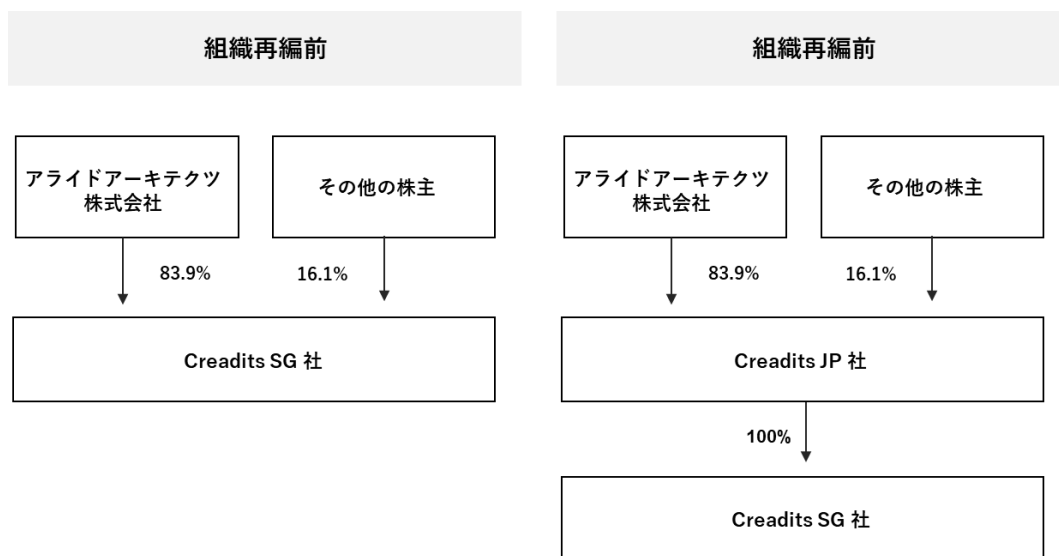 組織再編前
アライドアーキテクツ
株式会社
その他の株主
83.9%
16.1%
Creadits SG 社
組織再編前
アライドアーキテクツ
株式会社
その他の株主
83.9%
16.1%
Creadits JP 社
100%
Creadits SG 社